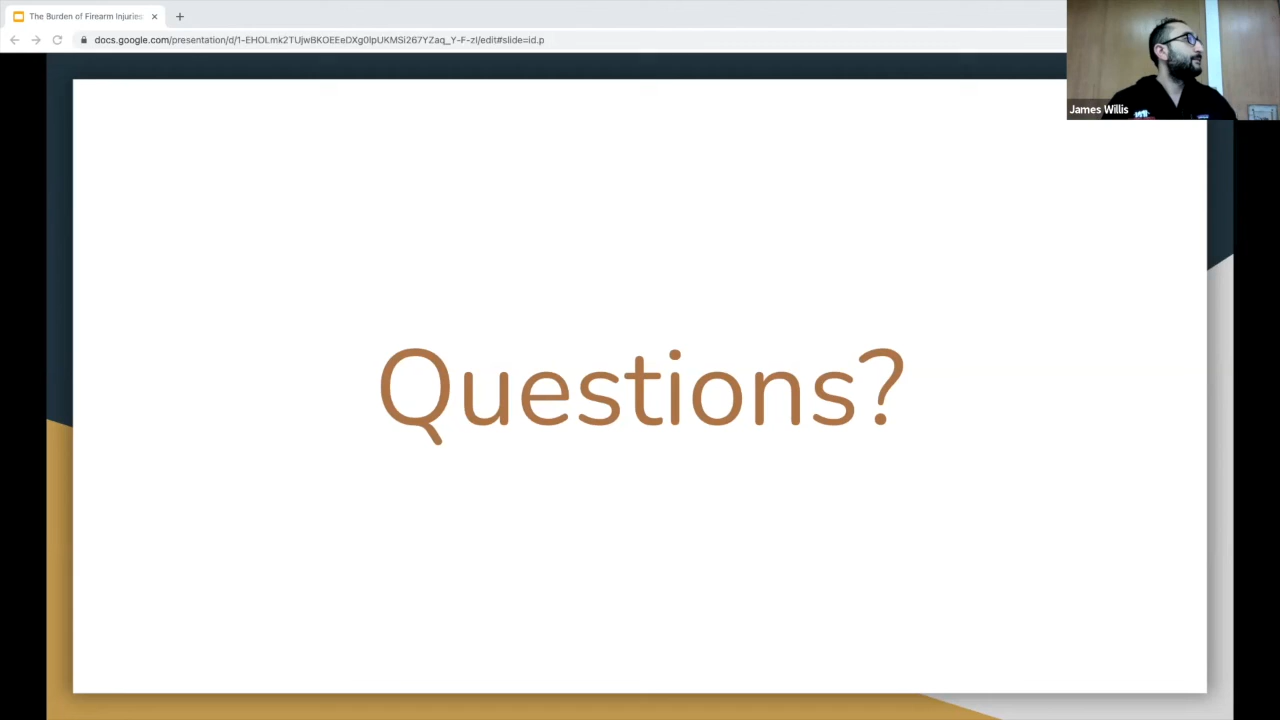 The Burden of Firearm Injuries
docs.google.com/presentation/d/1-EHOLmk2TUjwBKOEEeDXg0lpUKMSi267YZaq_Y-F-zI/edit#slide=id.p
James Willis
Questions?